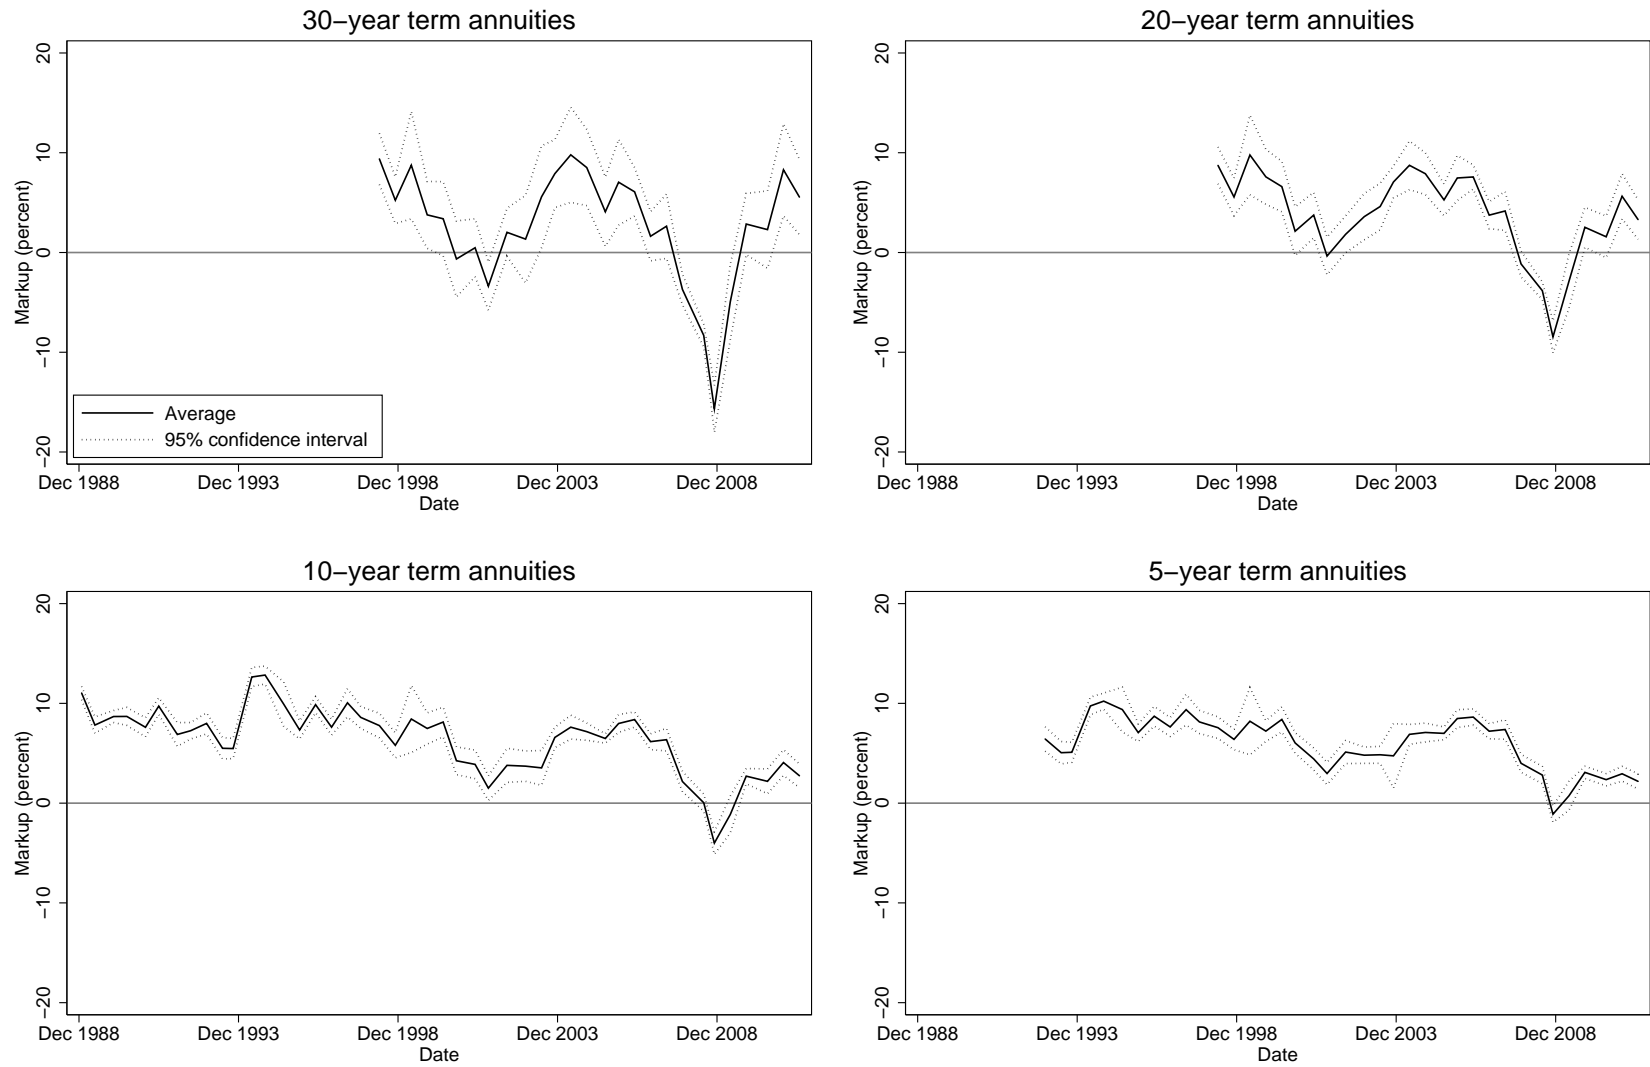 30−year term annuities
20
10
0
−10
−20
Markup (percent)
Average
95% confidence interval
Dec 1988 Dec 1993 Dec 1998 Dec 2003 Dec 2008
Date
20−year term annuities
20
10
0
−10
−20
Markup (percent)
Dec 1988 Dec 1993 Dec 1998 Dec 2003 Dec 2008
Date
10−year term annuities
20
10
0
−10
−20
Markup (percent)
Dec 1988 Dec 1993 Dec 1998 Dec 2003 Dec 2008
Date
5−year term annuities
20
10
0
−10
−20
Markup (percent)
Dec 1988 Dec 1993 Dec 1998 Dec 2003 Dec 2008
Date